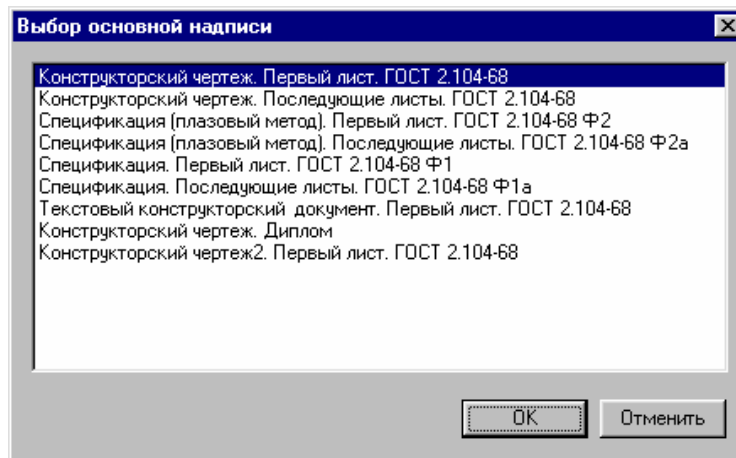 Выбор основной надписи
Конструкторский чертеж. Первый лист. ГОСТ 2.104-68
Конструкторский чертеж. Последующие листы. ГОСТ 2.104-68
Спецификация (плазовый метод). Первый лист. ГОСТ 2.104-68 Ф2
Спецификация (плазовый метод). Последующие листы. ГОСТ 2.104-68 Ф2а
Спецификация. Первый лист. ГОСТ 2.104-68 Ф1
Спецификация. Последующие листы. ГОСТ 2.104-68 Ф1а
Текстовый конструкторский документ. Первый лист. ГОСТ 2.104-68
Конструкторский чертеж. Диплом
Конструкторский чертеж2. Первый лист. ГОСТ 2.104-68
OK Отменить